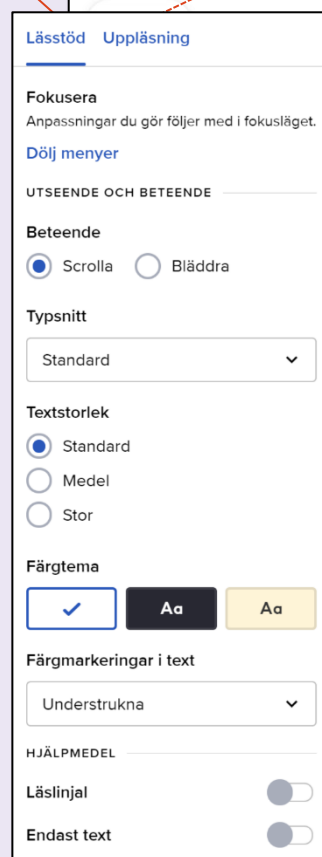 Lässtöd Uppläsning
Fokusera
Anpassningar du gör följer med i fokusläget.
Dölj menyer
UTSEENDE OCH BETEENDE
Beteende
Scrolla Bläddra
Typsnitt
Standard
Textstorlek
Standard
Medel
Stor
Färgtema
Aa Aa
Färgmarkeringar i text
Understrukna
HJÄLPMEDEL
Läslinjal
Endast text